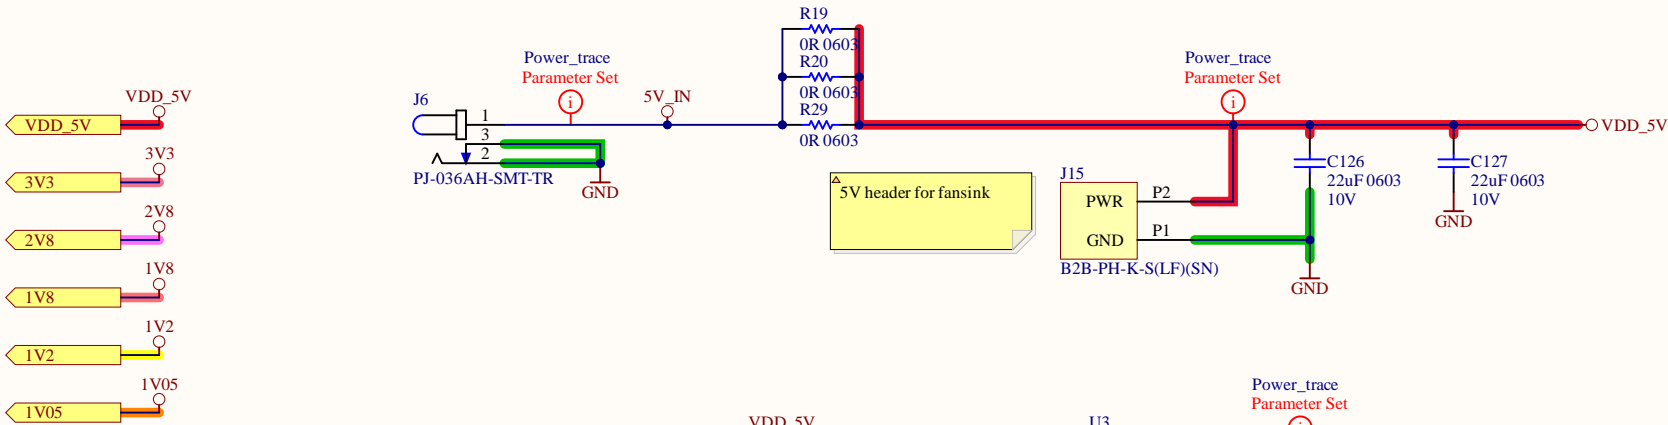 VDD_5V
VDD_5V
3V3
3V3
2V8
2V8
1V8
1V8
1V2
1V2
1V05
1V05
J6
1
3
2
PJ-036AH-SMT-TR
GND
Power_trace
Parameter Set
i
5V_IN
R19
0R 0603
R20
0R 0603
R29
0R 0603
5V header for fansink
Power_trace
Parameter Set
i
VDD_5V
J15
PWR
P2
GND
P1
B2B-PH-K-S(LF)(SN)
C126
22uF 0603
10V
GND
C127
22uF 0603
10V
GND
VDD_5V
U3
Power_trace
Parameter Set